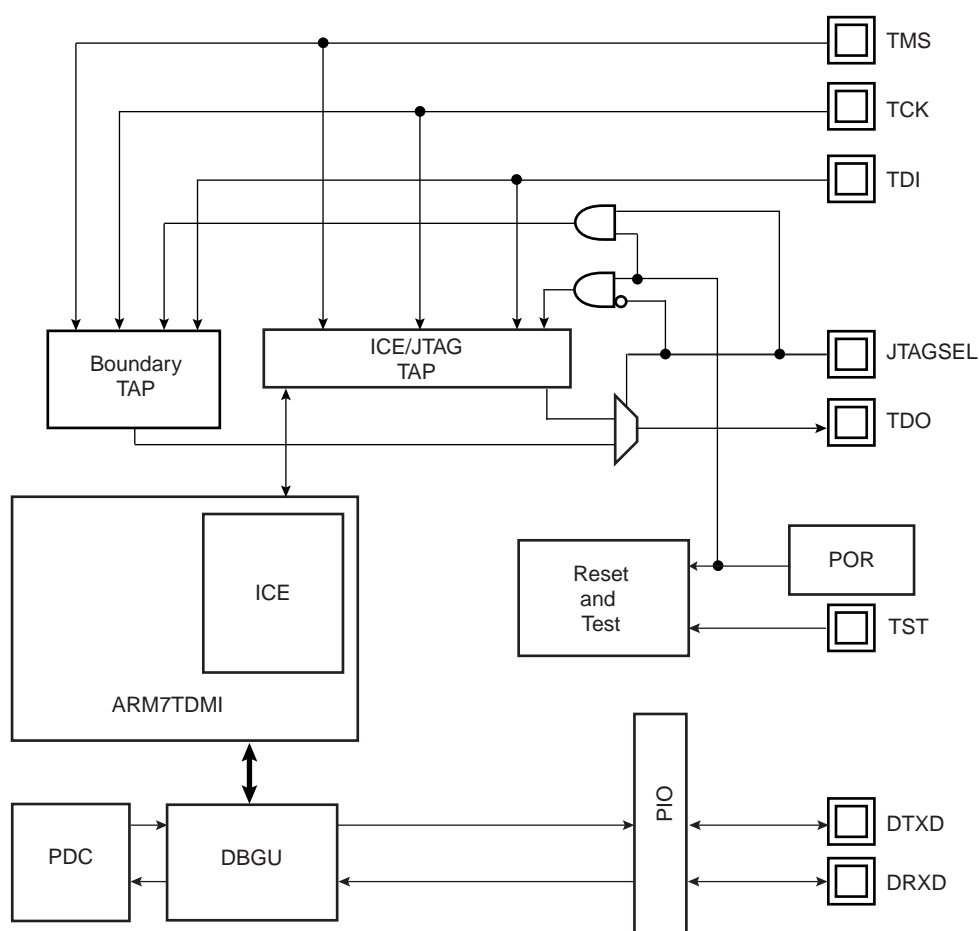 TMS
TCK
TDI
Boundary
TAP
ICE/JTAG
TAP
JTAGSEL
TDO
ICE
ARM7TDMI
Reset
and
Test
POR
TST
PDC
DBGU
PIO
DTXD
DRXD